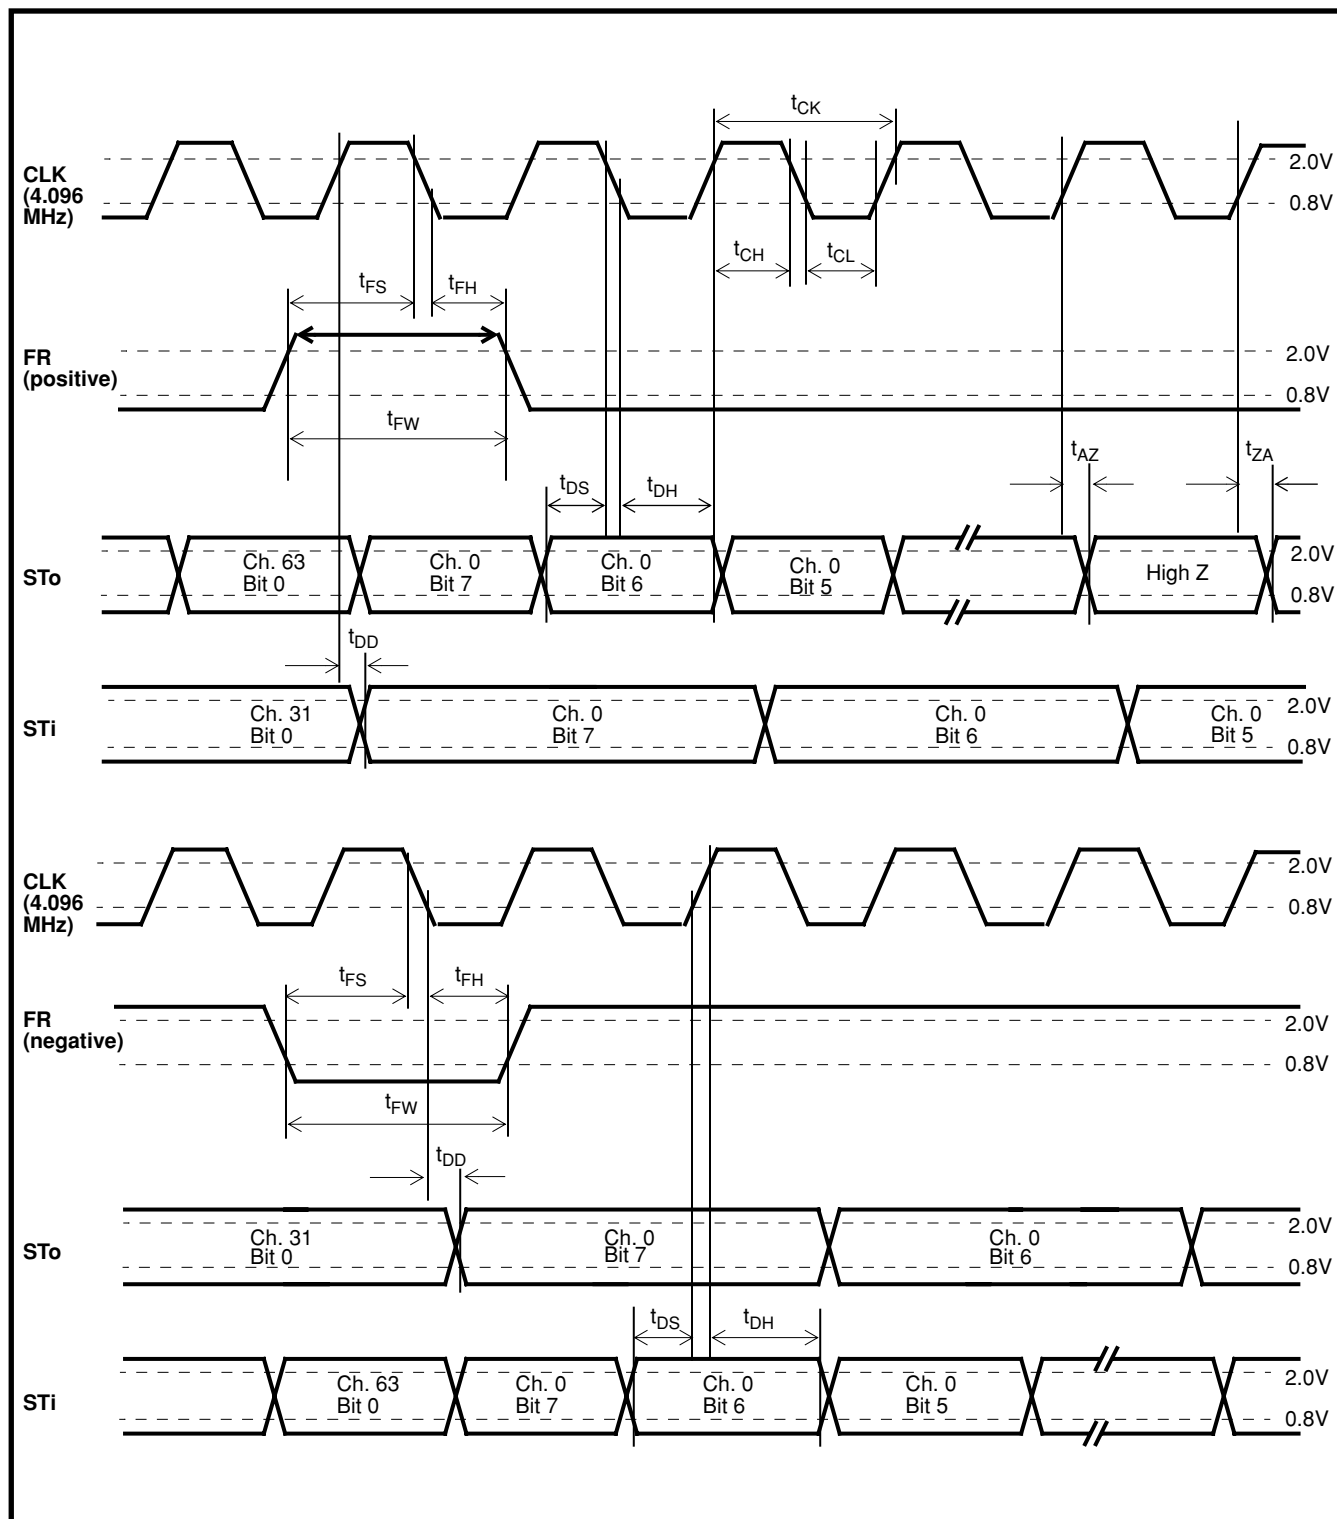 tCK
CLK
(4.096
MHz)
2.0V
0.8V
tCH
tCL
tFS
tFH
FR
(positive)
2.0V
0.8V
tFW
tAZ
tZA
tDS
tDH
STo
Ch. 63
Bit 0
Ch. 0
Bit 7
Ch. 0
Bit 6
Ch. 0
Bit 5
High Z
2.0V
0.8V
tDD
STi
Ch. 31
Bit 0
Ch. 0
Bit 7
Ch. 0
Bit 6
Ch. 0
Bit 5
2.0V
0.8V
CLK
(4.096
MHz)
2.0V
0.8V
tFS
tFH
FR
(negative)
2.0V
0.8V
tFW
tDD
STo
Ch. 31
Bit 0
Ch. 0
Bit 7
Ch. 0
Bit 6
2.0V
0.8V
tDS
tDH
STi
Ch. 63
Bit 0
Ch. 0
Bit 7
Ch. 0
Bit 6
Ch. 0
Bit 5
2.0V
0.8V